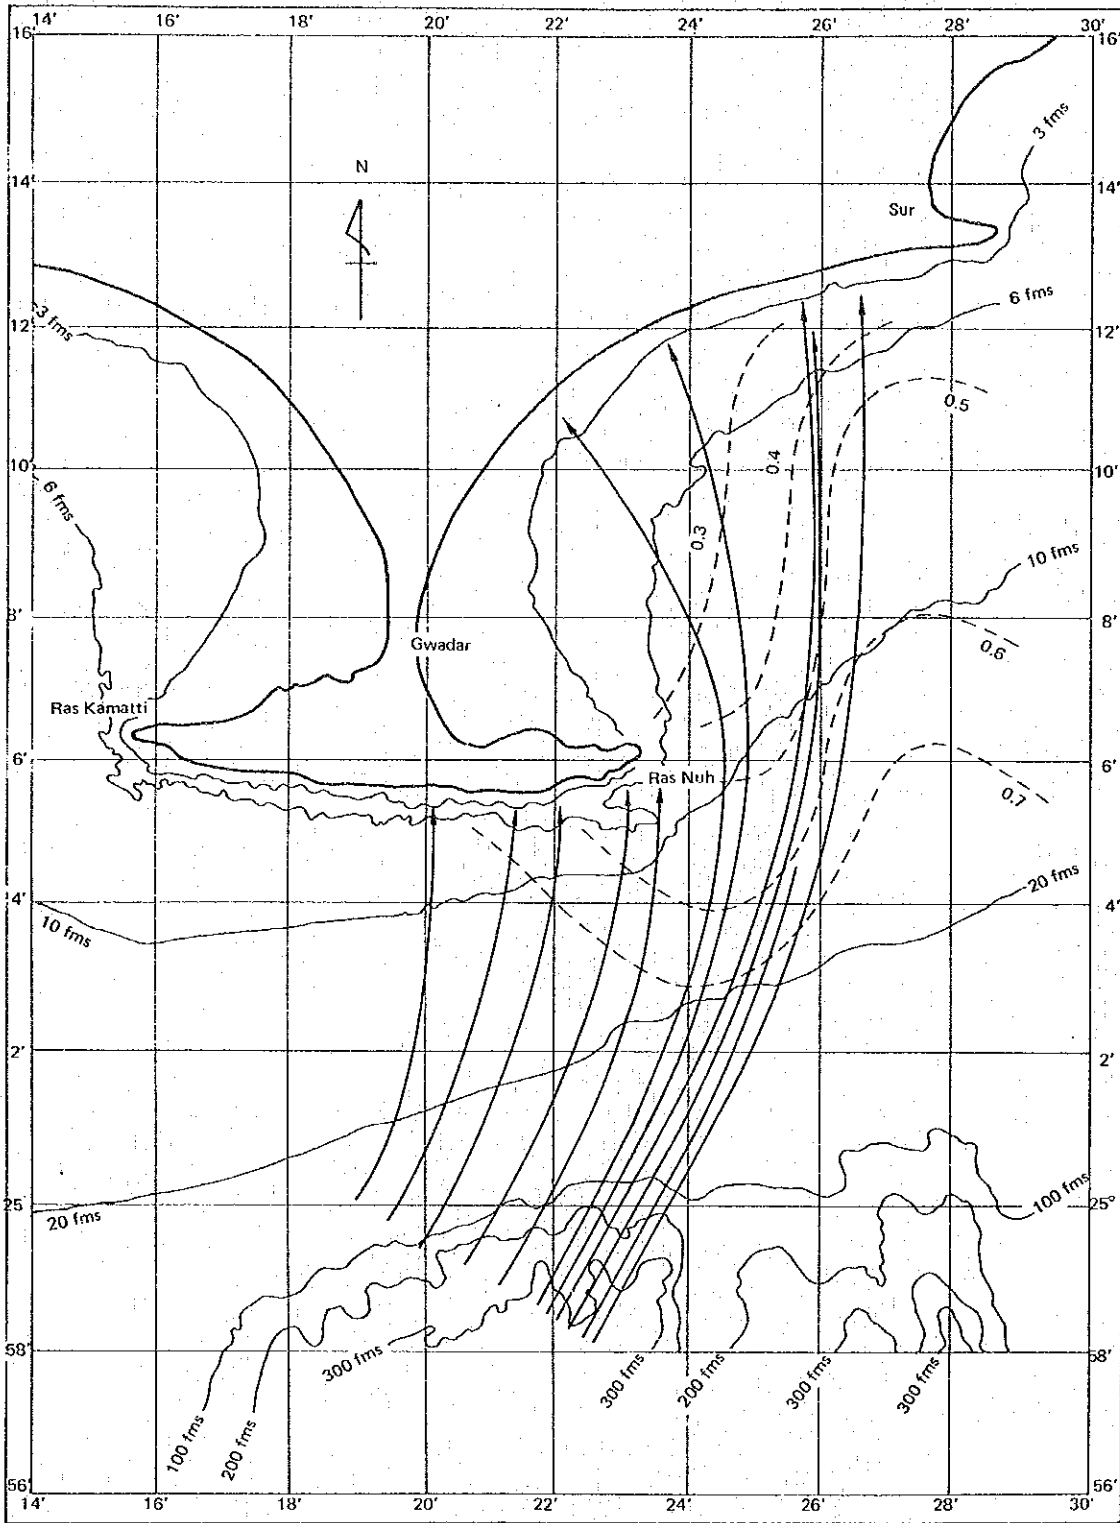 14' 16' 18' 20' 22' 24' 26' 28' 30'
16' 16'
3 fms
N
14' 14'
Sur
6 fms
3 fms
12' 12'
0.5
0.4
10' 10'
6 fms
0.3
10 fms
8' 8'
Gwadar
0.6
Ras Kamatti
6' 6'
Ras Nuh
0.7
20 fms
4' 4'
10 fms
2' 2'
25 25°
20 fms
100 fms
58' 58'
300 fms
300 fms 200 fms 300 fms 300 fms
100 fms 200 fms
56' 56'
14' 16' 18' 20' 22' 24' 26' 28' 30'